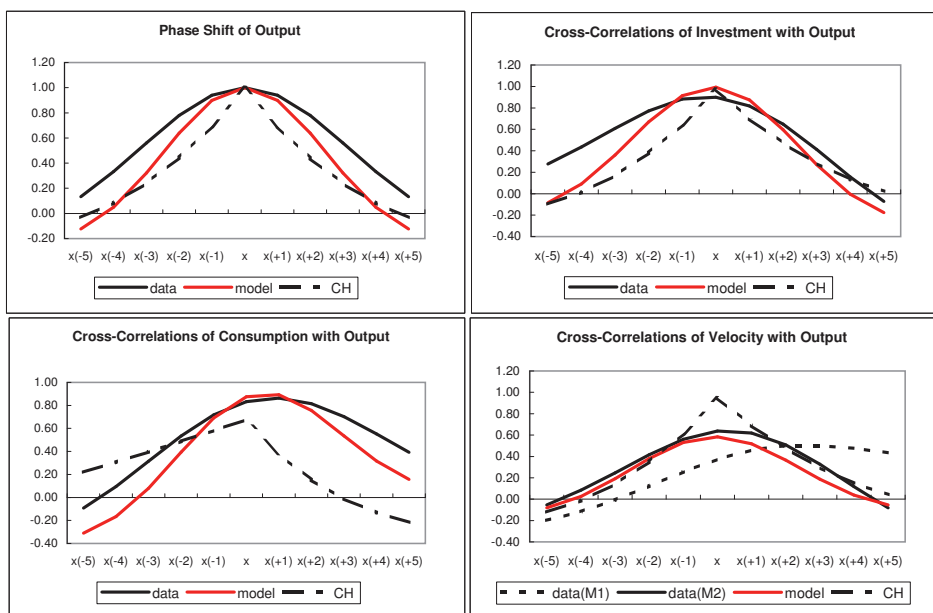 Phase Shift of Output
1.20
1.00
0.80
0.60
0.40
0.20
0.00
-0.20
x(-5) x(-4) x(-3) x(-2) x(-1) x x(+1) x(+2) x(+3) x(+4) x(+5)
data model CH
Cross-Correlations of Investment with Output
1.20
1.00
0.80
0.60
0.40
0.20
0.00
-0.20
-0.40
x(-5) x(-4) x(-3) x(-2) x(-1) x x(+1) x(+2) x(+3) x(+4) x(+5)
data model CH
Cross-Correlations of Consumption with Output
1.00
0.80
0.60
0.40
0.20
0.00
-0.20
-0.40
x(-5) x(-4) x(-3) x(-2) x(-1) x x(+1) x(+2) x(+3) x(+4) x(+5)
data model CH
Cross-Correlations of Velocity with Output
1.20
1.00
0.80
0.60
0.40
0.20
0.00
-0.20
-0.40
x(-5) x(-4) x(-3) x(-2) x(-1) x x(+1) x(+2) x(+3) x(+4) x(+5)
data(M1) data(M2) model CH